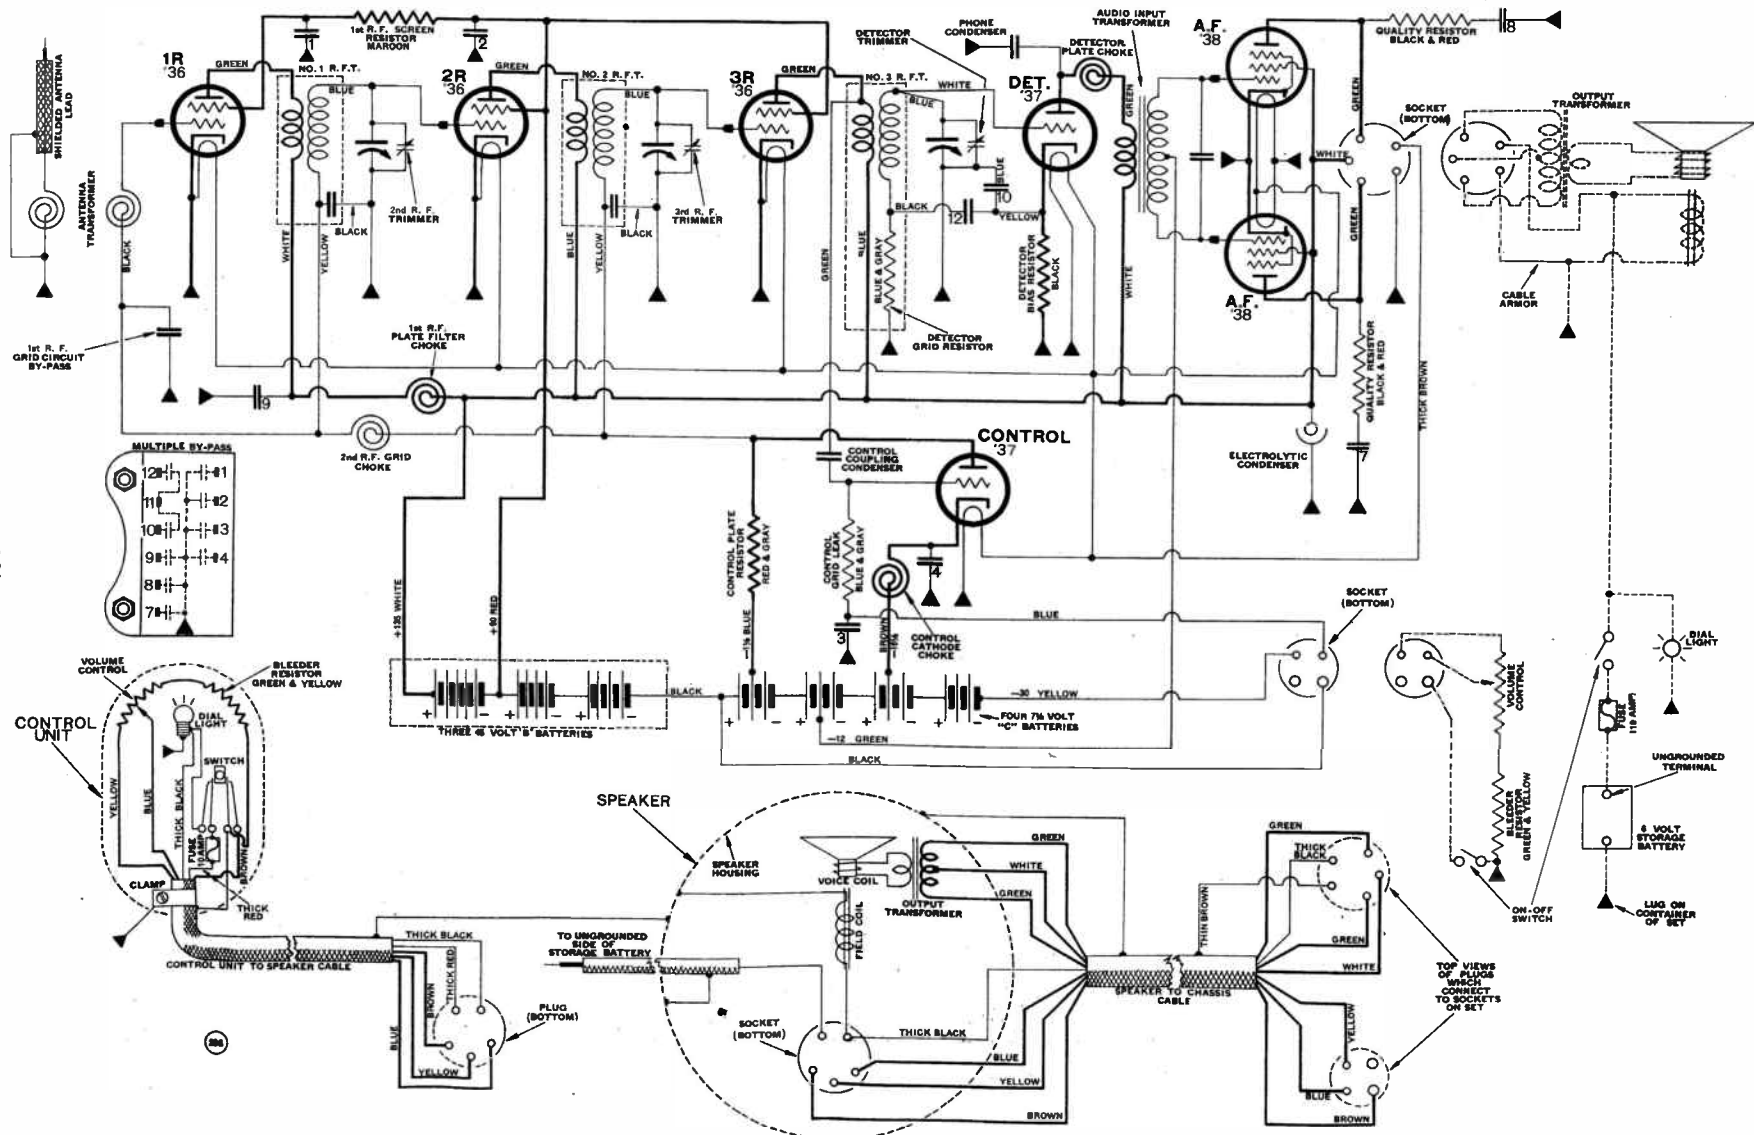 SHIELDED ANTENNA
LEAD
ANTENNA
TRANSFORMER
1R
'36
GREEN
1
1st R.F. SCREEN
RESISTOR
MAROON
2
NO. 1 R.F.T.
BLUE
2nd R.F.
TRIMMER
BLACK
BLACK
WHITE
YELLOW
1st R.F.
GRID CIRCUIT
BY-PASS
9
1st R.F.
PLATE FILTER
CHOKE
2nd R.F. GRID
CHOKE
2R
'36
GREEN
NO. 2 R.F.T.
BLUE
3rd R.F.
TRIMMER
BLACK
BLUE
YELLOW
3R
'36
GREEN
NO. 3 R.F.T.
BLUE
WHITE
DETECTOR
TRIMMER
PHONE
CONDENSER
BLUE
10
BLACK
12
YELLOW
GREEN
BLUE
BLUE & GRAY
DETECTOR
GRID RESISTOR
DET.
'37
DETECTOR
PLATE CHOKE
DETECTOR
BIAS RESISTOR
BLACK
AUDIO INPUT
TRANSFORMER
GREEN
WHITE
A.F.
'38
A.F.
'38
QUALITY RESISTOR
BLACK & RED
8
GREEN
WHITE
GREEN
SOCKET
(BOTTOM)
QUALITY RESISTOR
BLACK & RED
7
THICK BROWN
ELECTROLYTIC
CONDENSER
OUTPUT
TRANSFORMER
CABLE
ARMOR
MULTIPLE BY-PASS
12
1
11
2
10
3
9
4
8
7
CONTROL
'37
CONTROL
COUPLING
CONDENSER
CONTROL PLATE
RESISTOR
RED & GRAY
CONTROL
GRID LEAK
BLUE & GRAY
4
3
CONTROL
CATHODE
CHOKE
BLUE
+135 WHITE
+90 RED
-1½ BLUE
BROWN
BLACK
-30 YELLOW
+ - + - + -
+ - + - + - + -
THREE 45 VOLT "B" BATTERIES
FOUR 7½ VOLT
"C" BATTERIES
-12 GREEN
BLACK
SOCKET
(BOTTOM)
VOLUME
CONTROL
BLEEDER
RESISTOR
GREEN & YELLOW
ON-OFF
SWITCH
DIAL
LIGHT
FUSE
(10 AMP)
UNGROUNDED
TERMINAL
6 VOLT
STORAGE
BATTERY
LUG ON
CONTAINER
OF SET
CONTROL
UNIT
VOLUME
CONTROL
BLEEDER
RESISTOR
GREEN & YELLOW
DIAL
LIGHT
SWITCH
YELLOW
BLUE
THICK BLACK
FUSE
10 AMP
BROWN
CLAMP
THICK
RED
CONTROL UNIT TO SPEAKER CABLE
THICK BLACK
THICK RED
BROWN
BLUE
YELLOW
PLUG
(BOTTOM)
SPEAKER
SPEAKER
HOUSING
TO UNGROUNDED
SIDE OF
STORAGE BATTERY
VOICE COIL
FIELD COIL
OUTPUT
TRANSFORMER
GREEN
WHITE
GREEN
SOCKET
(BOTTOM)
THICK BLACK
BLUE
YELLOW
BROWN
SPEAKER TO CHASSIS
CABLE
THIN BROWN
GREEN
THICK
BLACK
GREEN
WHITE
YELLOW
BLUE
BROWN
TOP VIEWS
OF PLUGS
WHICH
CONNECT
TO SOCKETS
ON SET